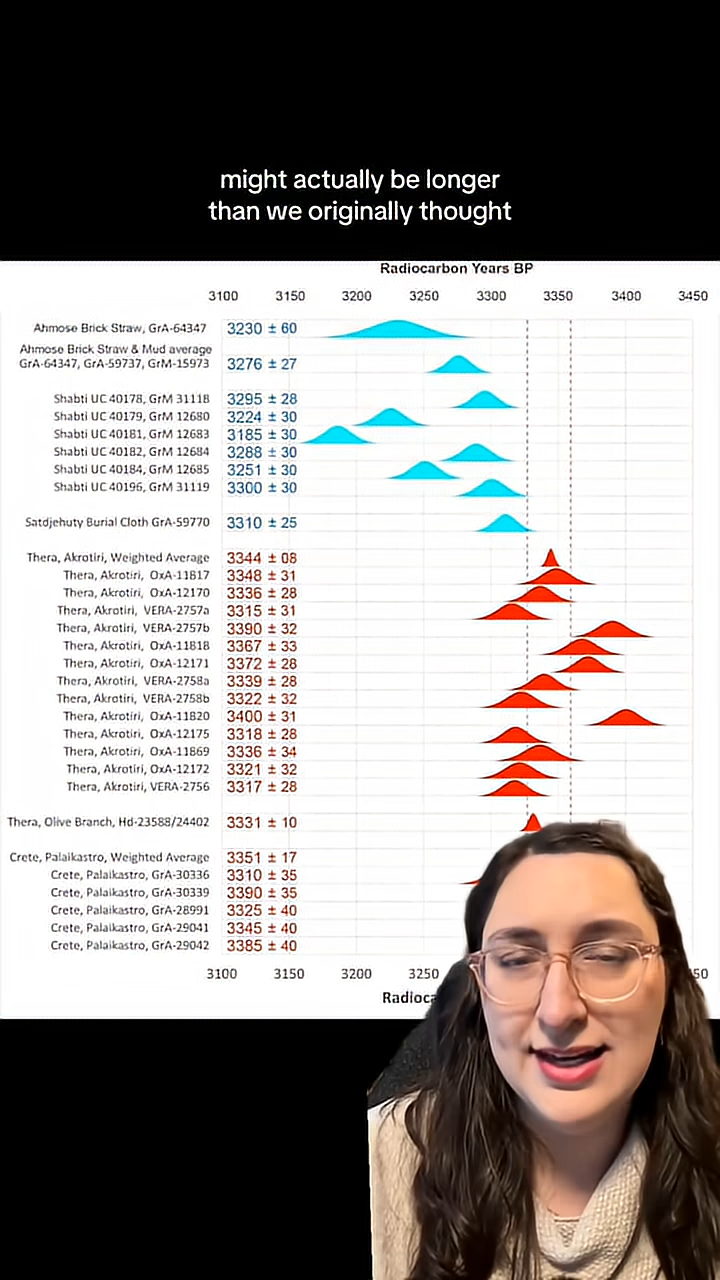 might actually be longer
than we originally thought
Radiocarbon Years BP
3100 3150 3200 3250 3300 3350 3400 3450
Ahmose Brick Straw, GrA-64347 3230 ± 60
Ahmose Brick Straw & Mud average
GrA-64347, GrA-59737, GrM-15973 3276 ± 27
Shabti UC 40178, GrM 31118 3295 ± 28
Shabti UC 40179, GrM 12680 3224 ± 30
Shabti UC 40181, GrM 12683 3185 ± 30
Shabti UC 40182, GrM 12684 3288 ± 30
Shabti UC 40184, GrM 12685 3251 ± 30
Shabti UC 40196, GrM 31119 3300 ± 30
Satdjehuty Burial Cloth GrA-59770 3310 ± 25
Thera, Akrotiri, Weighted Average 3344 ± 08
Thera, Akrotiri, OxA-11817 3348 ± 31
Thera, Akrotiri, OxA-12170 3336 ± 28
Thera, Akrotiri, VERA-2757a 3315 ± 31
Thera, Akrotiri, VERA-2757b 3390 ± 32
Thera, Akrotiri, OxA-11818 3367 ± 33
Thera, Akrotiri, OxA-12171 3372 ± 28
Thera, Akrotiri, VERA-2758a 3339 ± 28
Thera, Akrotiri, VERA-2758b 3322 ± 32
Thera, Akrotiri, OxA-11820 3400 ± 31
Thera, Akrotiri, OxA-12175 3318 ± 28
Thera, Akrotiri, OxA-11869 3336 ± 34
Thera, Akrotiri, OxA-12172 3321 ± 32
Thera, Akrotiri, VERA-2756 3317 ± 28
Thera, Olive Branch, Hd-23588/24402 3331 ± 10
Crete, Palaikastro, Weighted Average 3351 ± 17
Crete, Palaikastro, GrA-30336 3310 ± 35
Crete, Palaikastro, GrA-30339 3390 ± 35
Crete, Palaikastro, GrA-28991 3325 ± 40
Crete, Palaikastro, GrA-29041 3345 ± 40
Crete, Palaikastro, GrA-29042 3385 ± 40
3100 3150 3200 3250 50
Radioca